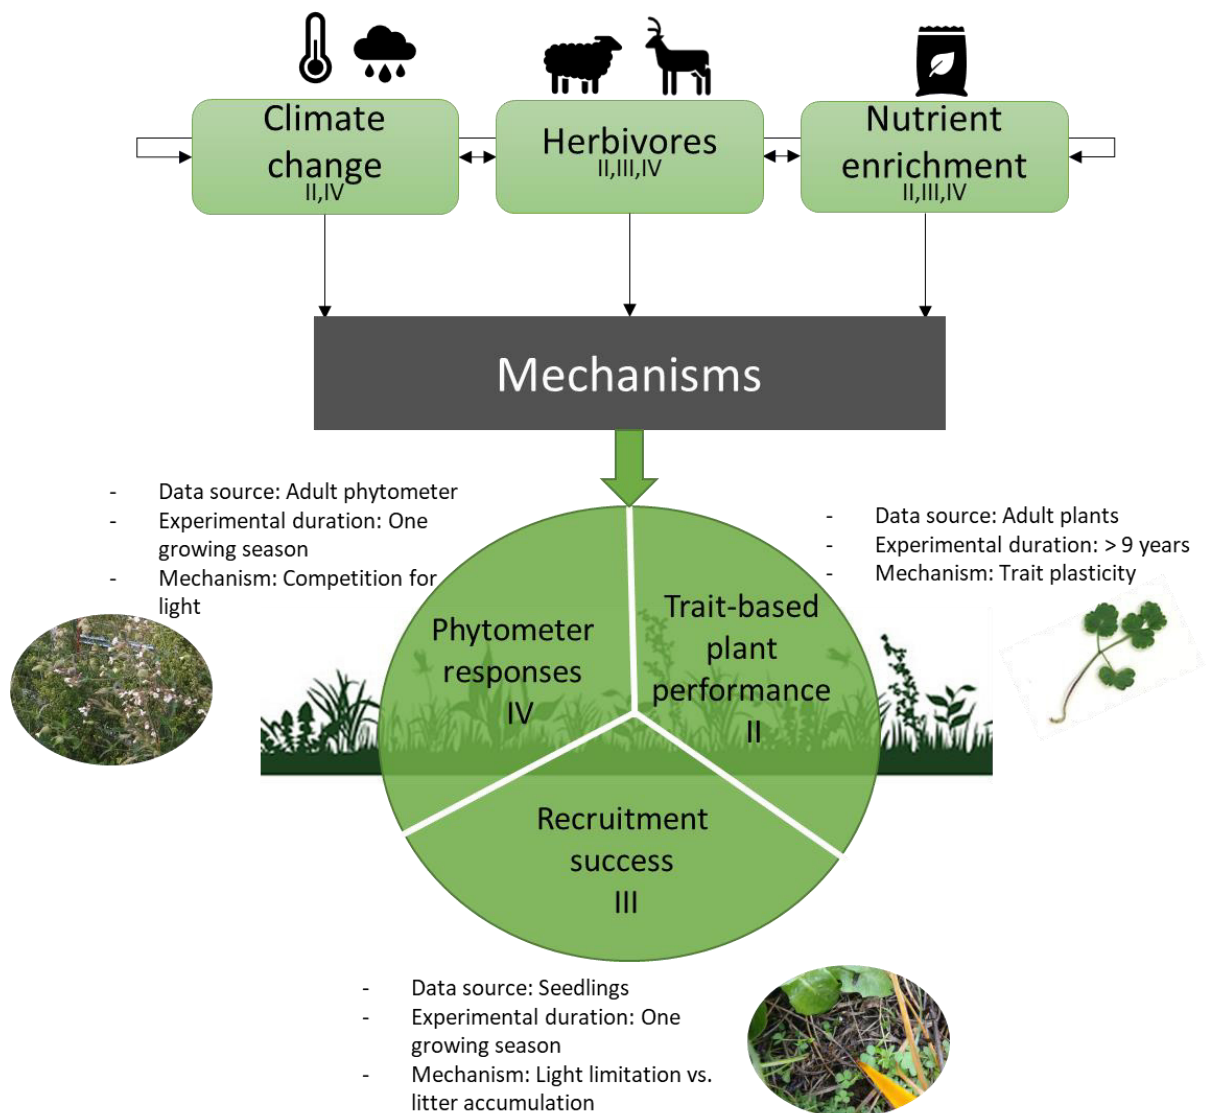 Climate
change
II,IV
Herbivores
II,III,IV
Nutrient
enrichment
II,III,IV
Mechanisms
- Data source: Adult phytometer
- Experimental duration: One
growing season
- Mechanism: Competition for
light
- Data source: Adult plants
- Experimental duration: > 9 years
- Mechanism: Trait plasticity
Phytometer
responses
IV
Trait-based
plant
performance
II
Recruitment
success
III
- Data source: Seedlings
- Experimental duration: One
growing season
- Mechanism: Light limitation vs.
litter accumulation